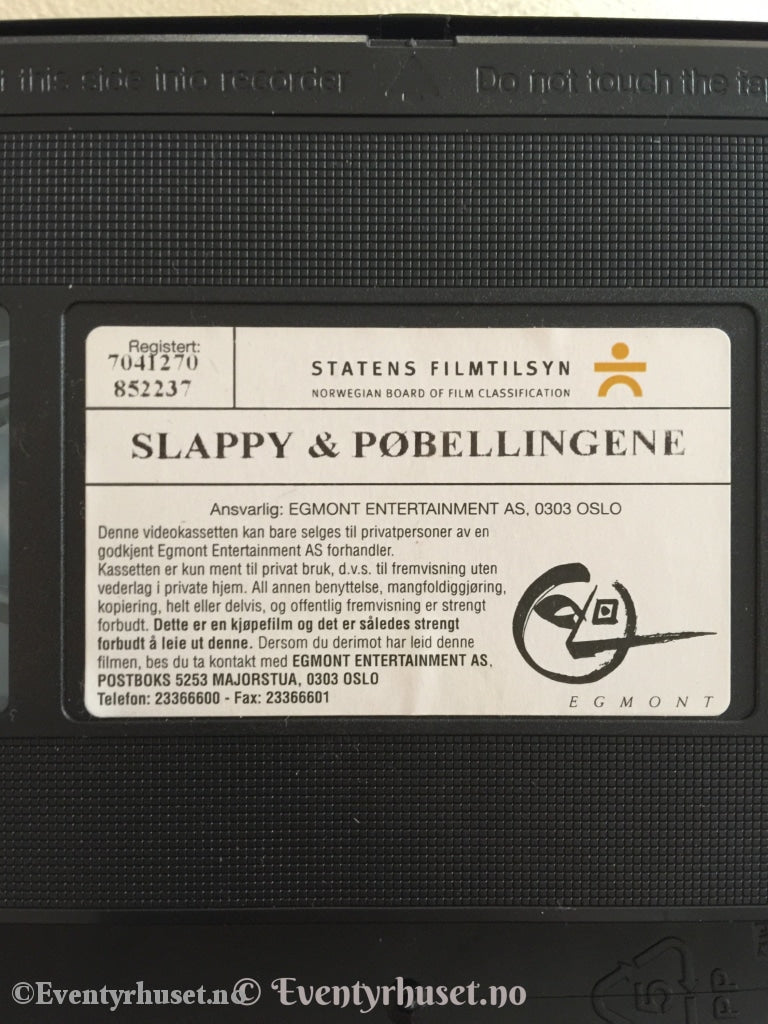 this side into recorder
Do not touch the
Registert:
7041270
852237
STATENS FILMTILSYN
NORWEGIAN BOARD OF FILM CLASSIFICATION
SLAPPY & PØBELLINGENE
Ansvarlig: EGMONT ENTERTAINMENT AS, 0303 OSLO
Denne videokassetten kan bare selges til privatpersoner av en
godkjent Egmont Entertainment AS forhandler.
Kassetten er kun ment til privat bruk, d.v.s. til fremvisning uten
vederlag i private hjem. All annen benyttelse, mangfoldiggjøring,
kopiering, helt eller delvis, og offentlig fremvisning er strengt
forbudt. Dette er en kjøpefilm og det er således strengt
forbudt å leie ut denne. Dersom du derimot har leid denne
filmen, bes du ta kontakt med EGMONT ENTERTAINMENT AS,
POSTBOKS 5253 MAJORSTUA, 0303 OSLO
Telefon: 23366600 - Fax: 23366601
EGMONT
5
PP
©Eventyrhuset.no
© Eventyrhuset.no